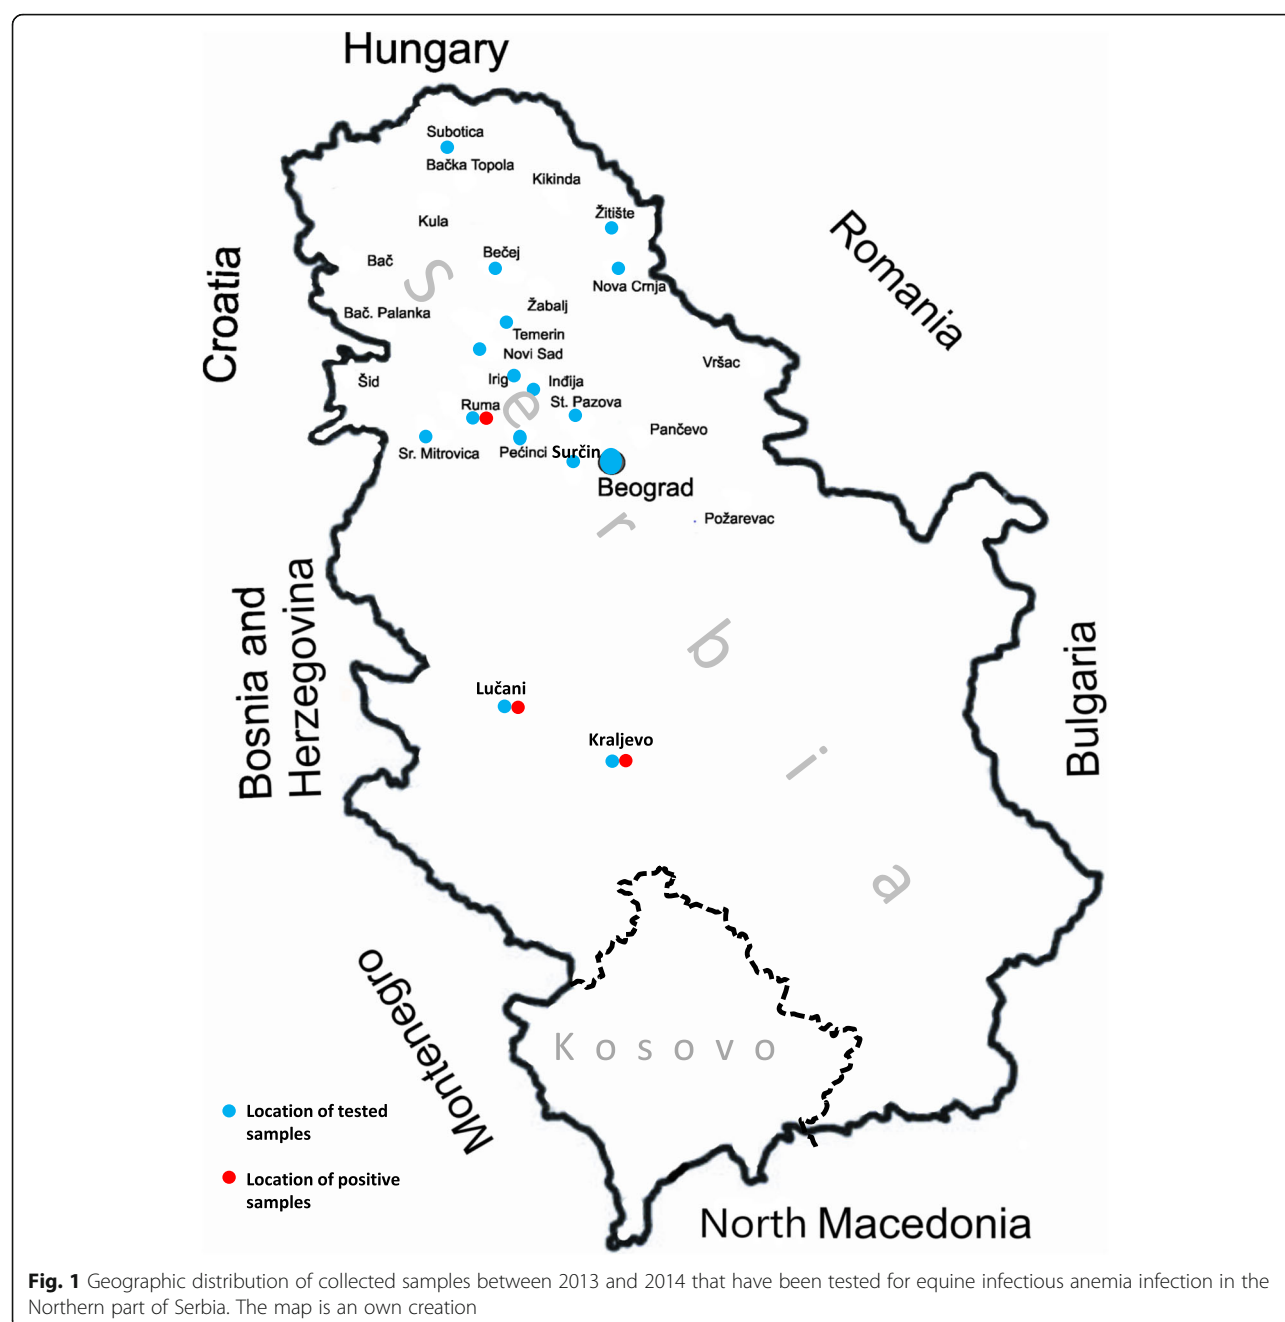 Hungary
Subotica
Bačka Topola
Kikinda
Žitište
Kula
Bečej
Bač
Nova Crnja
Žabalj
Bač. Palanka
Temerin
Novi Sad
Vršac
Šid
Irig
Inđija
Ruma
St. Pazova
Pančevo
Sr. Mitrovica
Pećinci
Surčin
Beograd
Požarevac
Croatia
Romania
Serbia
Bosnia and
Herzegovina
Bulgaria
Lučani
Kraljevo
Montenegro
Kosovo
North Macedonia
Location of tested
samples
Location of positive
samples
Fig. 1 Geographic distribution of collected samples between 2013 and 2014 that have been tested for equine infectious anemia infection in the
Northern part of Serbia. The map is an own creation